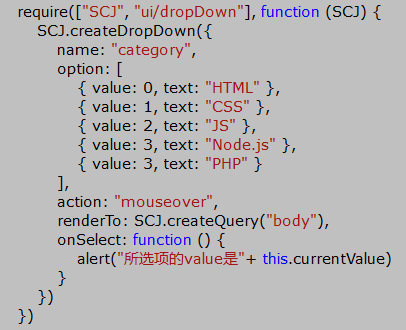 require(["SCJ", "ui/dropDown"], function (SCJ) {
SCJ.createDropDown({
name: "category",
option: [
{ value: 0, text: "HTML" },
{ value: 1, text: "CSS" },
{ value: 2, text: "JS" },
{ value: 3, text: "Node.js" },
{ value: 3, text: "PHP" }
],
action: "mouseover",
renderTo: SCJ.createQuery("body"),
onSelect: function () {
alert("所选项的value是"+ this.currentValue)
}
})
})